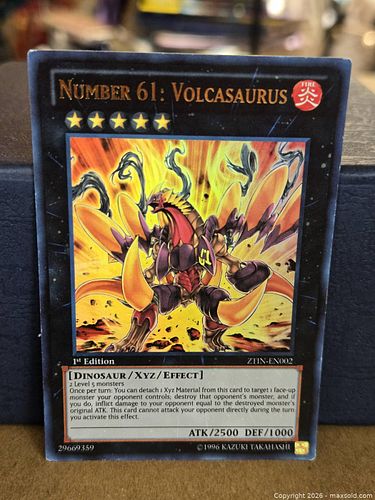 NUMBER 61: VOLCASAURUS
FIRE
炎
1st Edition ZTIN-EN002
[DINOSAUR/XYZ/EFFECT]
2 Level 5 monsters
Once per turn: You can detach 1 Xyz Material from this card to target 1 face-up
monster your opponent controls; destroy that opponent's monster, and if
you do, inflict damage to your opponent equal to the destroyed monster's
original ATK. This card cannot attack your opponent directly during the turn
you activate this effect.
ATK/2500 DEF/1000
29669359 ©1996 KAZUKI TAKAHASHI
Copyright 2026 - maxsold.com